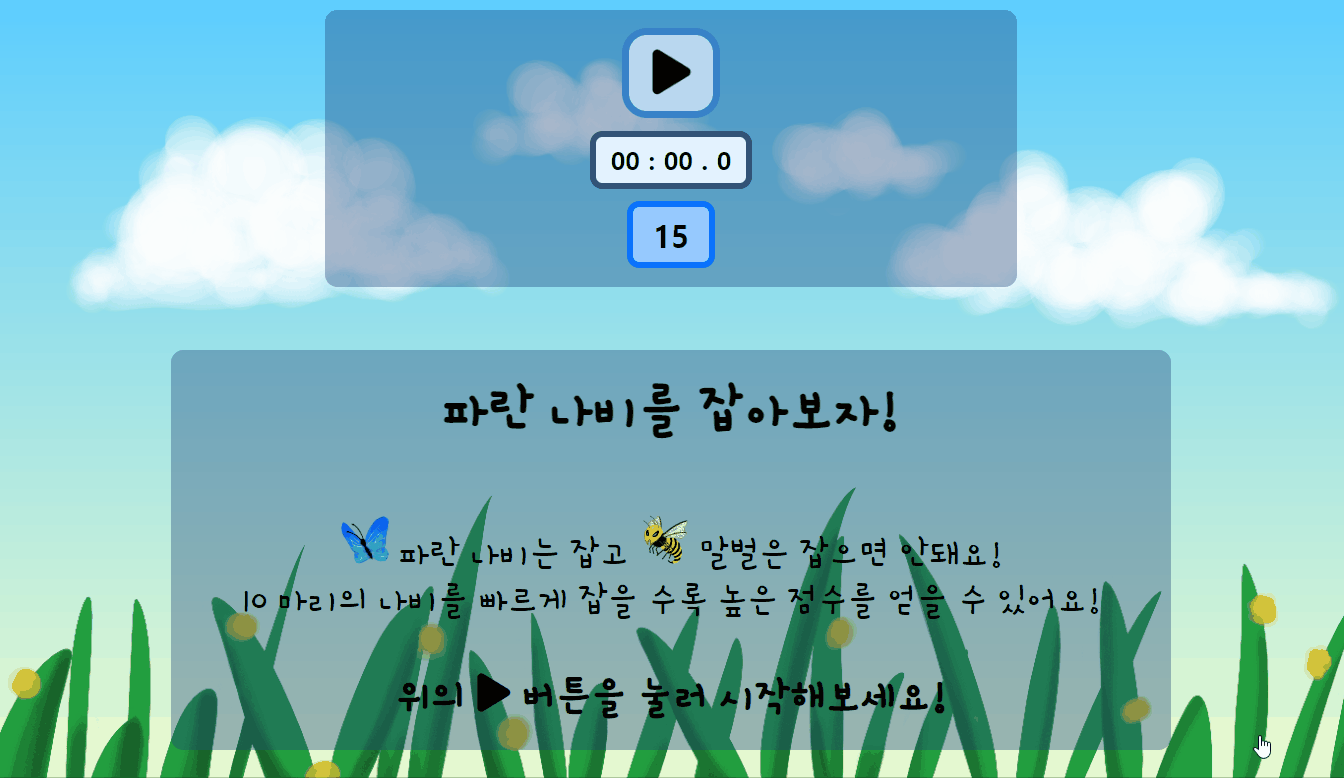 00 : 00 . 0
15
파란 나비를 잡아보자!
파란 나비는 잡고 말벌은 잡으면 안돼요!
10 마리의 나비를 빠르게 잡을 수록 높은 점수를 얻을 수 있어요!
위의 ▶ 버튼을 눌러 시작해보세요!